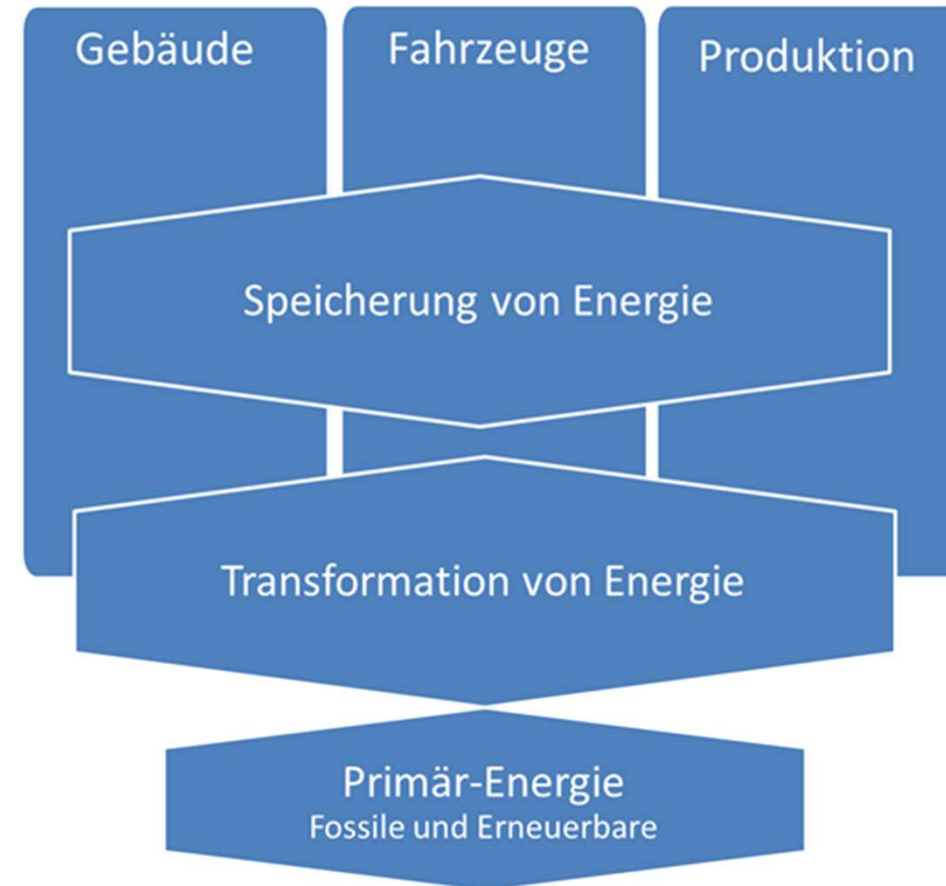 Gebäude
Fahrzeuge
Produktion
Speicherung von Energie
Transformation von Energie
Primär-Energie
Fossile und Erneuerbare